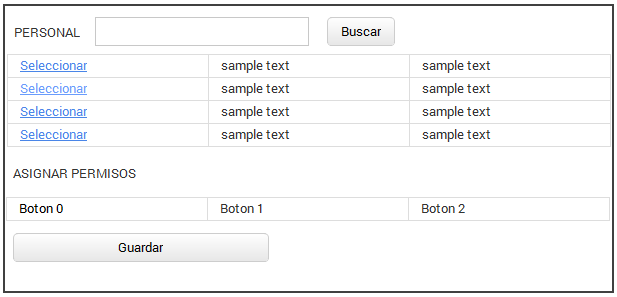 PERSONAL Buscar
Seleccionar sample text sample text
Seleccionar sample text sample text
Seleccionar sample text sample text
Seleccionar sample text sample text
ASIGNAR PERMISOS
Boton 0 Boton 1 Boton 2
Guardar